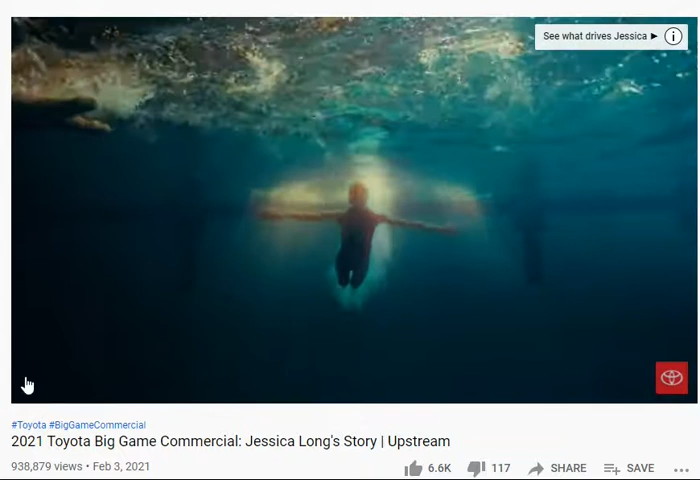 See what drives Jessica ►
#Toyota #BigGameCommercial
2021 Toyota Big Game Commercial: Jessica Long's Story | Upstream
938,879 views • Feb 3, 2021
6.6K 117 SHARE SAVE